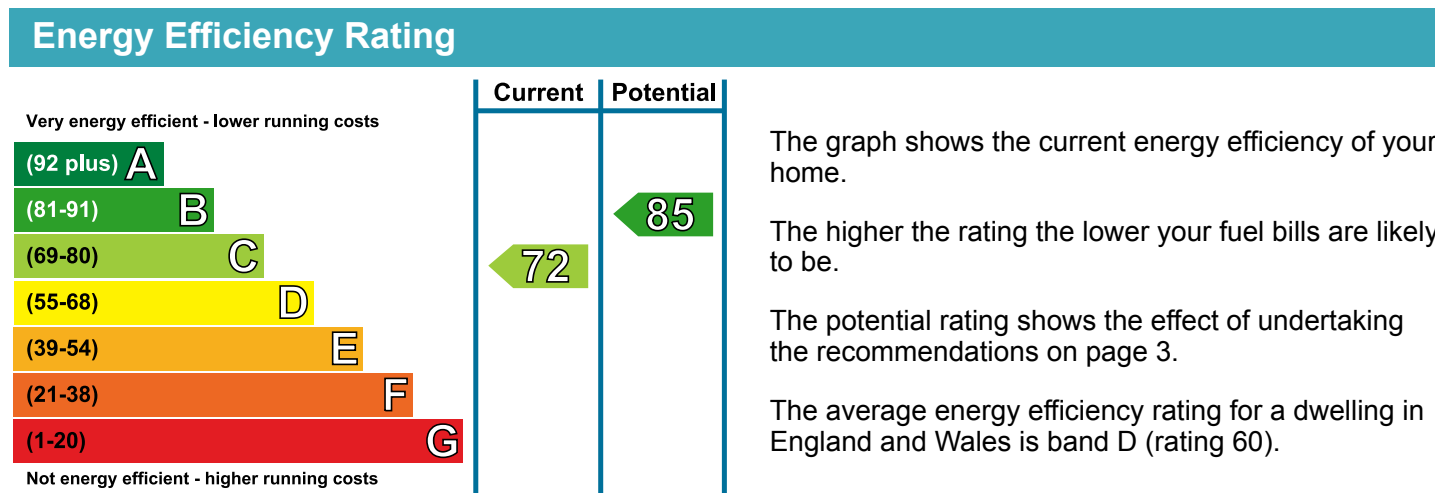 Energy Efficiency Rating
Current Potential
Very energy efficient - lower running costs
(92 plus) A
(81-91) B
85
(69-80) C
72
(55-68) D
(39-54) E
(21-38) F
(1-20) G
Not energy efficient - higher running costs
The graph shows the current energy efficiency of your
home.
The higher the rating the lower your fuel bills are likely
to be.
The potential rating shows the effect of undertaking
the recommendations on page 3.
The average energy efficiency rating for a dwelling in
England and Wales is band D (rating 60).